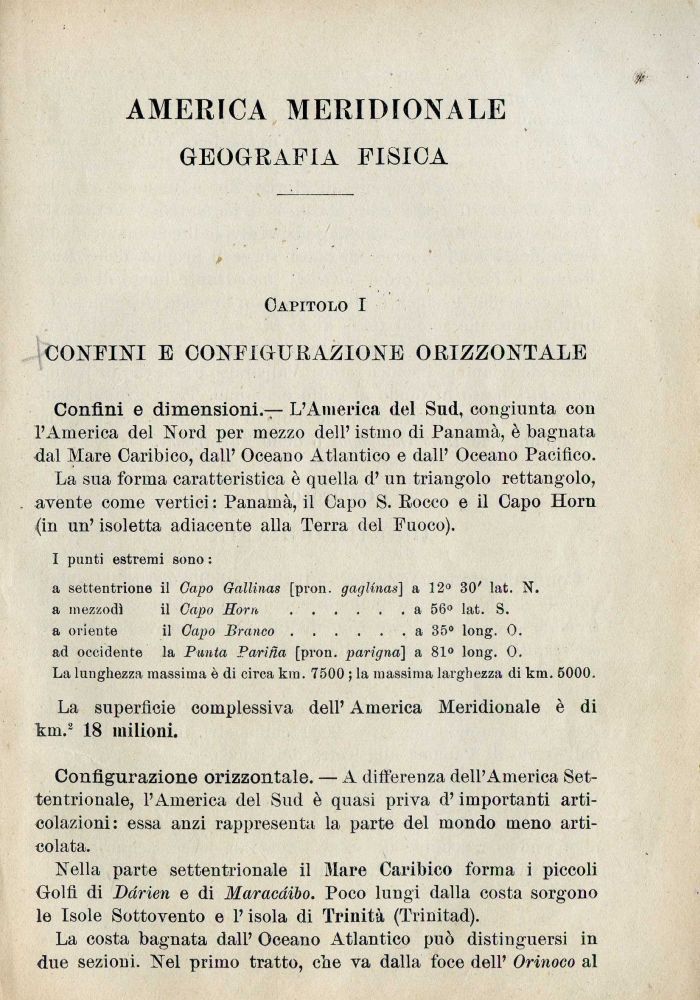 AMERICA MERIDIONALE
GEOGRAFIA FISICA
CAPITOLO I
CONFINI E CONFIGURAZIONE ORIZZONTALE
Confini e dimensioni.— L'America del Sud, congiunta con
l'America del Nord per mezzo dell' istmo di Panamà, è bagnata
dal Mare Caribico, dall' Oceano Atlantico e dall' Oceano Pacifico.
La sua forma caratteristica è quella d' un triangolo rettangolo,
avente come vertici: Panamà, il Capo S. Rocco e il Capo Horn
(in un' isoletta adiacente alla Terra del Fuoco).
I punti estremi sono:
a settentrione il Capo Gallinas [pron. gaglinas] a 12º 30' lat. N.
a mezzodì il Capo Horn . . . . . . a 56º lat. S.
a oriente il Capo Branco . . . . . . a 35º long. O.
ad occidente la Punta Pariña [pron. parigna] a 81º long. O.
La lunghezza massima è di circa km. 7500; la massima larghezza di km. 5000.
La superficie complessiva dell' America Meridionale è di
km.² 18 milioni.
Configurazione orizzontale. — A differenza dell'America Set-
tentrionale, l'America del Sud è quasi priva d' importanti arti-
colazioni: essa anzi rappresenta la parte del mondo meno arti-
colata.
Nella parte settentrionale il Mare Caribico forma i piccoli
Golfi di Dárien e di Maracáibo. Poco lungi dalla costa sorgono
le Isole Sottovento e l' isola di Trinità (Trinitad).
La costa bagnata dall' Oceano Atlantico può distinguersi in
due sezioni. Nel primo tratto, che va dalla foce dell' Orinoco al